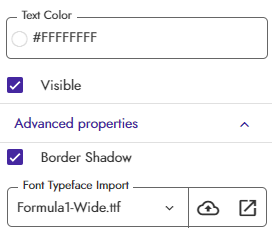 Text Color
#FFFFFFFF
Visible
Advanced properties
Border Shadow
Font Typeface Import
Formula1-Wide.ttf